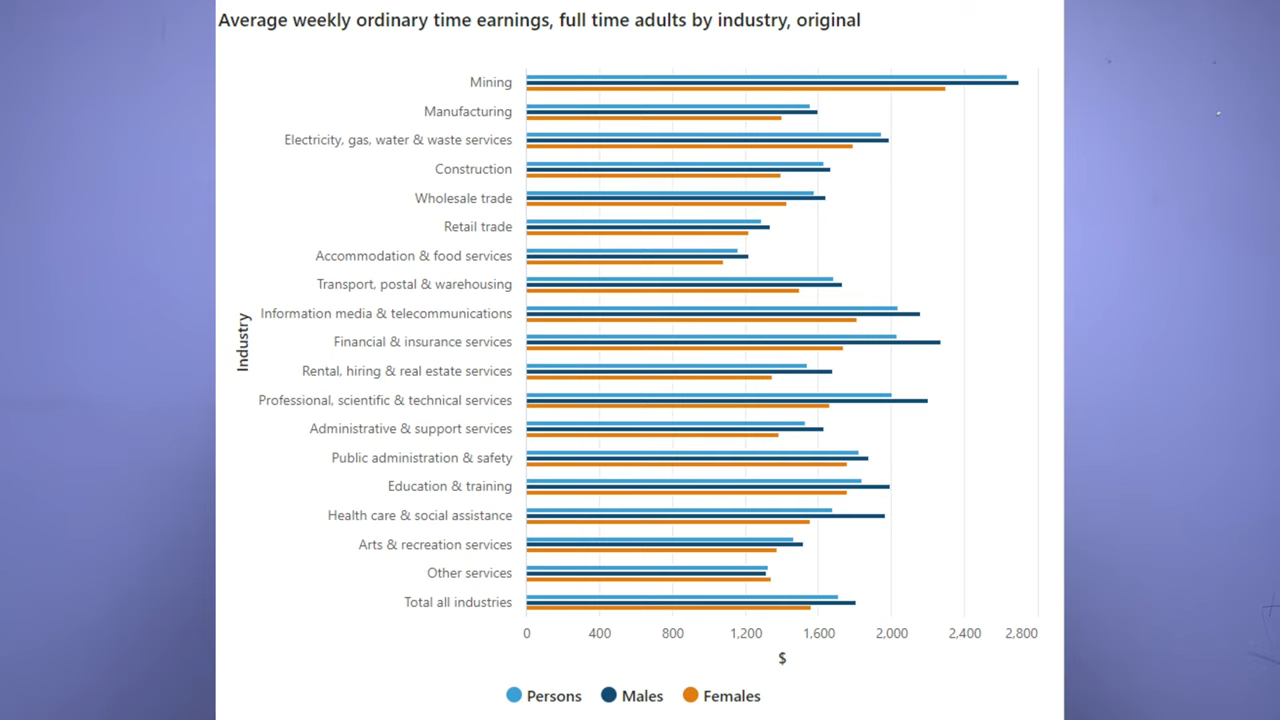 Average weekly ordinary time earnings, full time adults by industry, original
Mining
Manufacturing
Electricity, gas, water & waste services
Construction
Wholesale trade
Retail trade
Accommodation & food services
Transport, postal & warehousing
Information media & telecommunications
Financial & insurance services
Rental, hiring & real estate services
Professional, scientific & technical services
Administrative & support services
Public administration & safety
Education & training
Health care & social assistance
Arts & recreation services
Other services
Total all industries
Industry
0 400 800 1,200 1,600 2,000 2,400 2,800
$
Persons Males Females